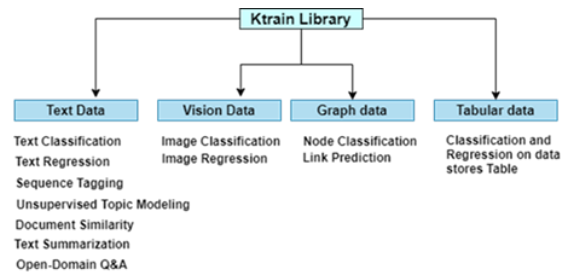 Ktrain Library
Text Data
Text Classification
Text Regression
Sequence Tagging
Unsupervised Topic Modeling
Document Similarity
Text Summarization
Open-Domain Q&A
Vision Data
Image Classification
Image Regression
Graph data
Node Classification
Link Prediction
Tabular data
Classification and
Regression on data
stores Table